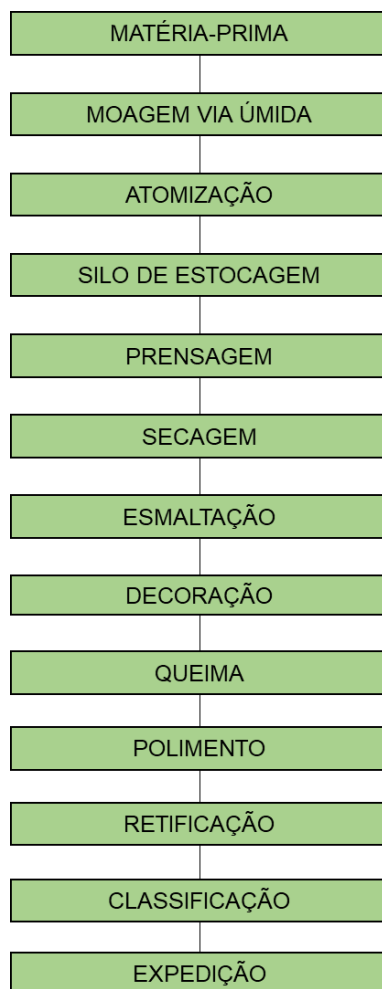 MATÉRIA-PRIMA
MOAGEM VIA ÚMIDA
ATOMIZAÇÃO
SILO DE ESTOCAGEM
PRENSAGEM
SECAGEM
ESMALTAÇÃO
DECORAÇÃO
QUEIMA
POLIMENTO
RETIFICAÇÃO
CLASSIFICAÇÃO
EXPEDIÇÃO